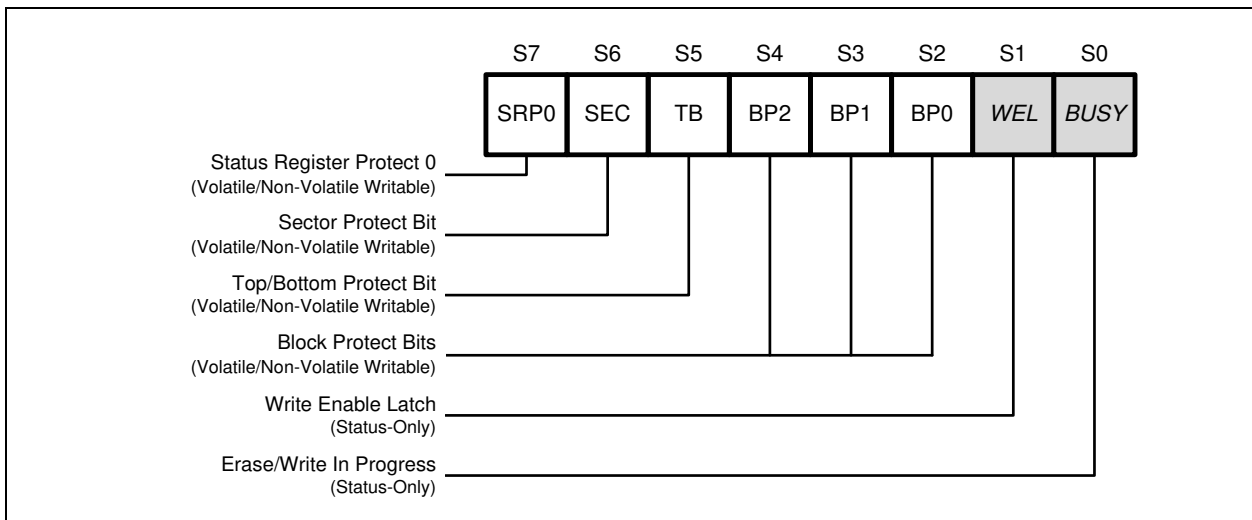 S7 S6 S5 S4 S3 S2 S1 S0
SRP0 SEC TB BP2 BP1 BP0 WEL BUSY
Status Register Protect 0
(Volatile/Non-Volatile Writable)
Sector Protect Bit
(Volatile/Non-Volatile Writable)
Top/Bottom Protect Bit
(Volatile/Non-Volatile Writable)
Block Protect Bits
(Volatile/Non-Volatile Writable)
Write Enable Latch
(Status-Only)
Erase/Write In Progress
(Status-Only)